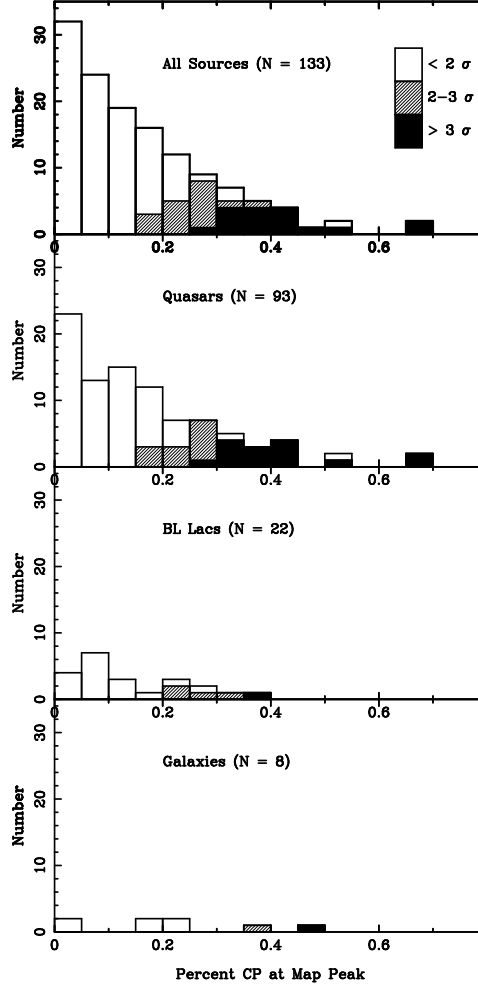 30
20
10
0
Number
All Sources (N = 133)
< 2 σ
2−3 σ
> 3 σ
0 0.2 0.4 0.6
30
20
10
0
Number
Quasars (N = 93)
0 0.2 0.4 0.6
30
20
10
0
Number
BL Lacs (N = 22)
0 0.2 0.4 0.6
30
20
10
0
Number
Galaxies (N = 8)
0 0.2 0.4 0.6
Percent CP at Map Peak